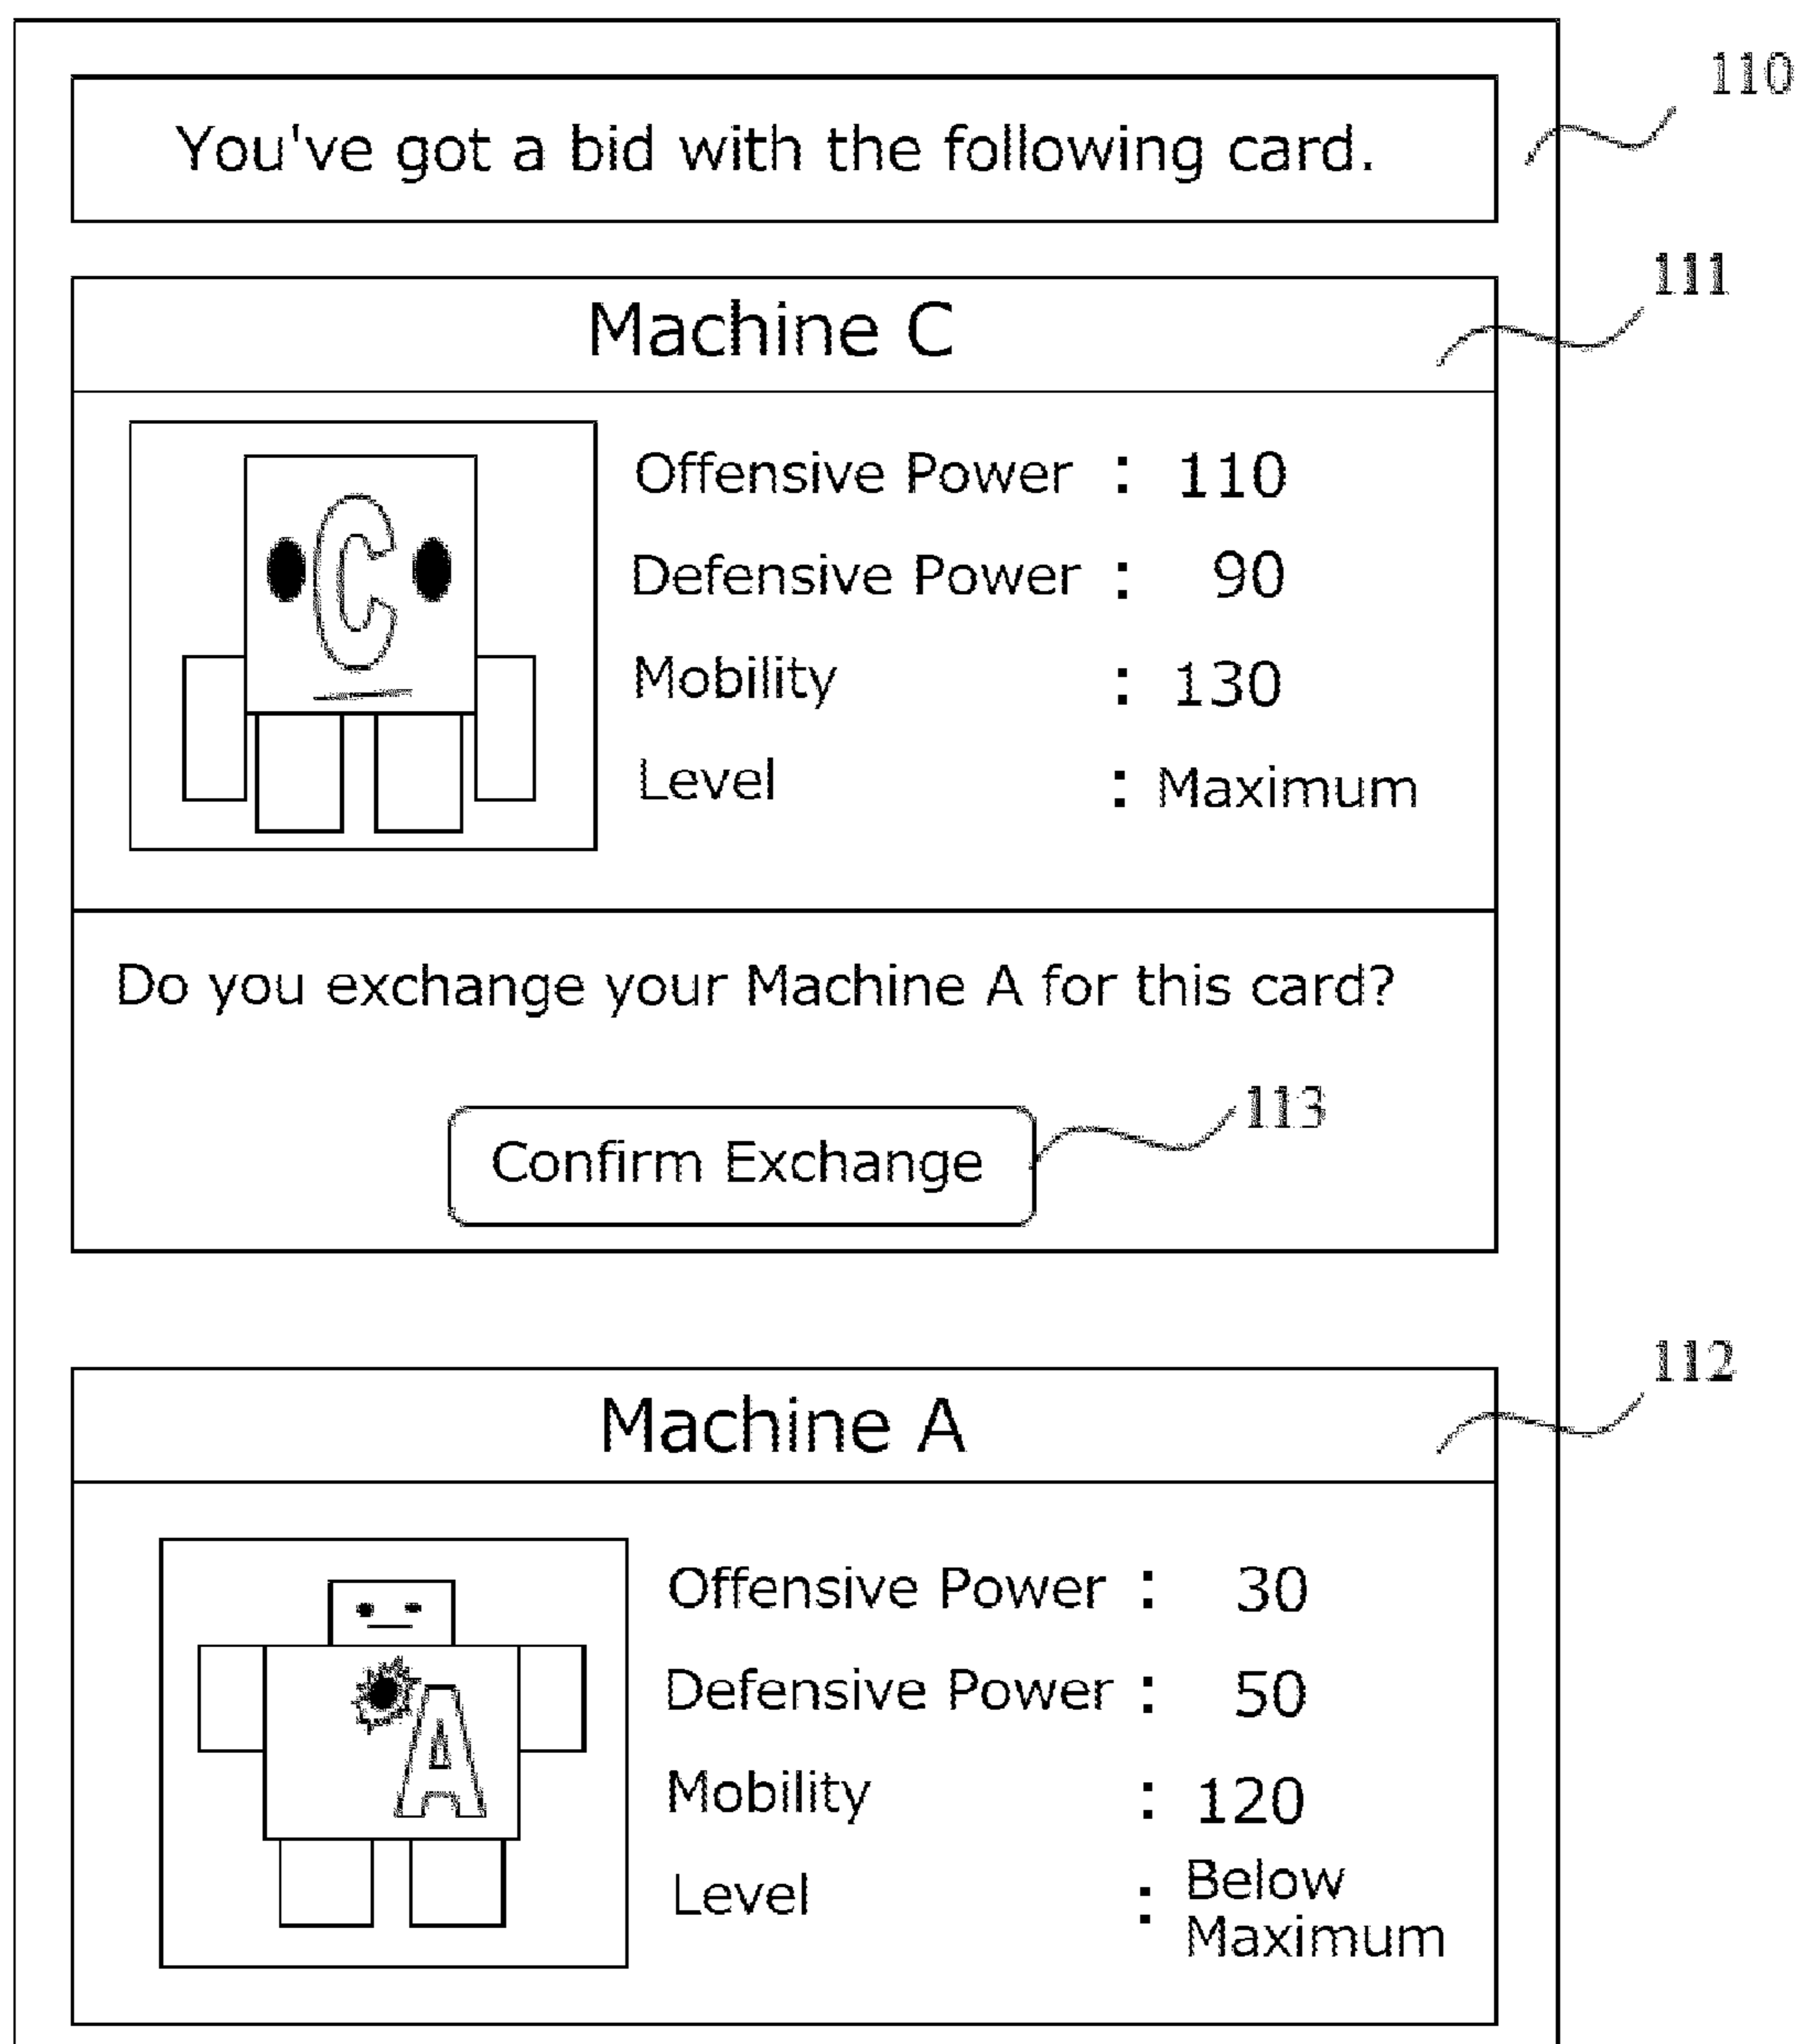 110
You've got a bid with the following card.
111
Machine C
C
Offensive Power : 110
Defensive Power : 90
Mobility : 130
Level : Maximum
Do you exchange your Machine A for this card?
Confirm Exchange
113
112
Machine A
A
Offensive Power : 30
Defensive Power : 50
Mobility : 120
Level : Below
Maximum